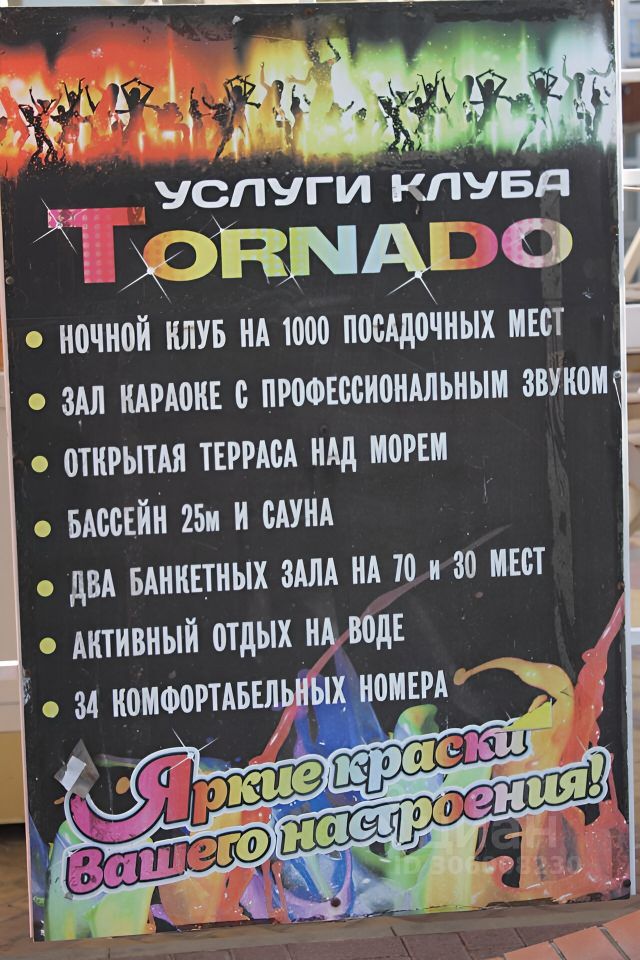 УСЛУГИ КЛУБА
TORNADO
НОЧНОЙ КЛУБ НА 1000 ПОСАДОЧНЫХ МЕСТ
ЗАЛ КАРАОКЕ С ПРОФЕССИОНАЛЬНЫМ ЗВУКОМ
ОТКРЫТАЯ ТЕРРАСА НАД МОРЕМ
БАССЕЙН 25м И САУНА
ДВА БАНКЕТНЫХ ЗАЛА НА 70 и 30 МЕСТ
АКТИВНЫЙ ОТДЫХ НА ВОДЕ
34 КОМФОРТАБЕЛЬНЫХ НОМЕРА
Яркие краски
Вашего настроения!
циан